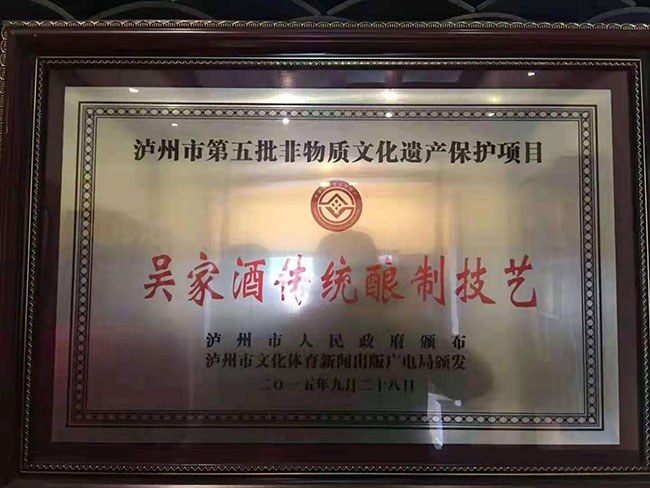 泸州市第五批非物质文化遗产保护项目
吴家酒传统酿制技艺
泸州市人民政府颁布
泸州市文化体育新闻出版广电局颁发
二〇一五年九月二十八日